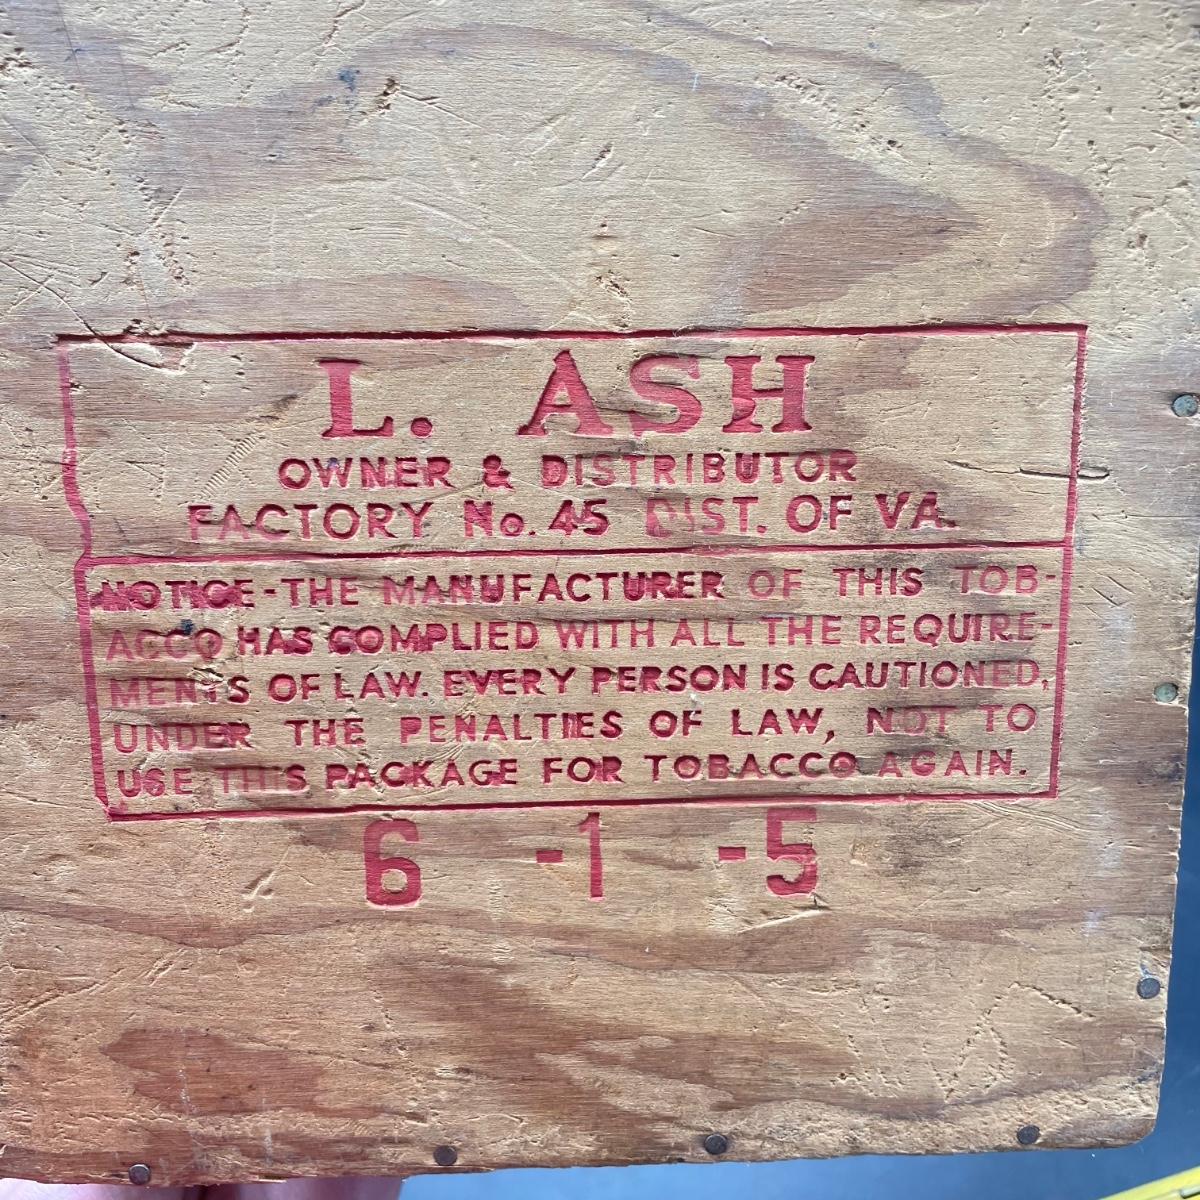 L. ASH
OWNER & DISTRIBUTOR
FACTORY No. 45 DIST. OF VA.
NOTICE-THE MANUFACTURER OF THIS TOB-
ACCO HAS COMPLIED WITH ALL THE REQUIRE-
MENTS OF LAW. EVERY PERSON IS CAUTIONED,
UNDER THE PENALTIES OF LAW, NOT TO
USE THIS PACKAGE FOR TOBACCO AGAIN.
6 -1 -5